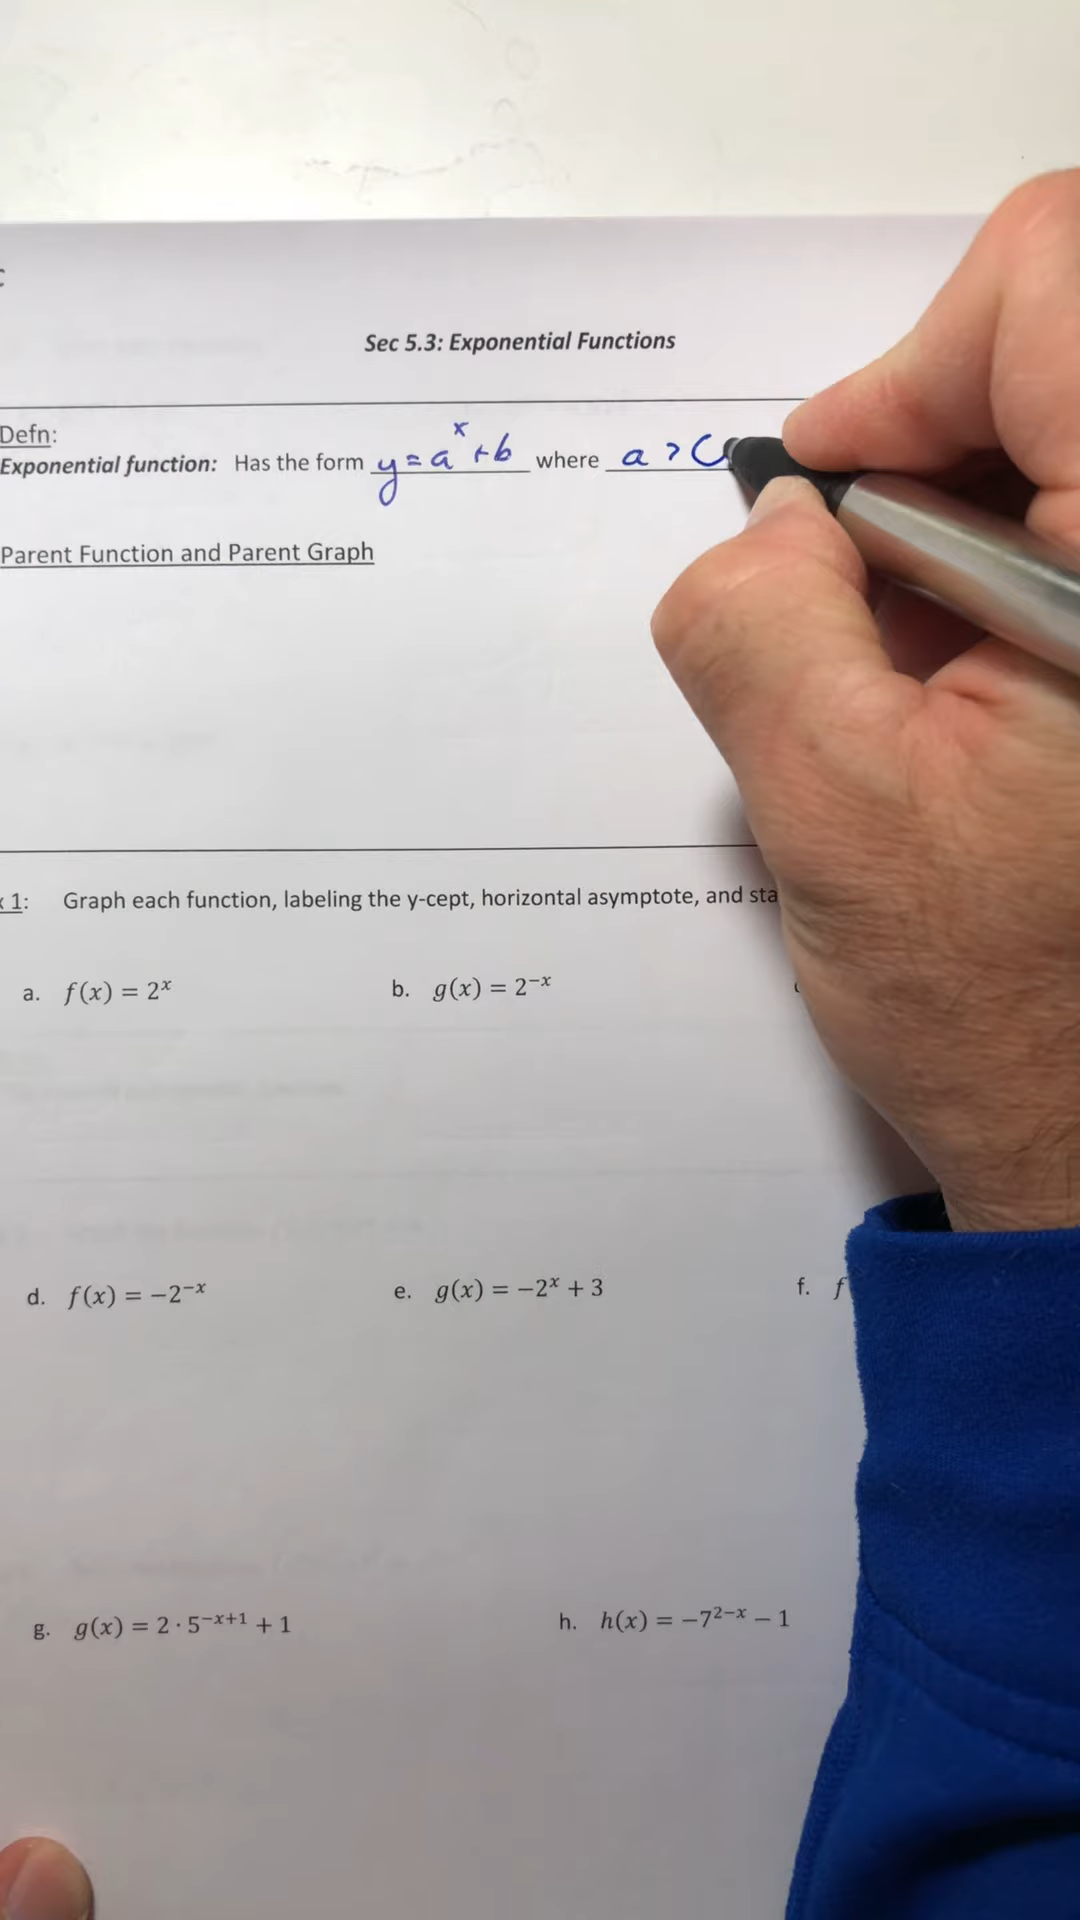 Sec 5.3: Exponential Functions
Defn:
Exponential function: Has the form y = a^x + b where a >
Parent Function and Parent Graph
1: Graph each function, labeling the y-cept, horizontal asymptote, and sta
a. f(x) = 2^x b. g(x) = 2^{-x}
d. f(x) = −2^{-x} e. g(x) = −2^x + 3 f. f
g. g(x) = 2 · 5^{-x+1} + 1 h. h(x) = −7^{2-x} − 1